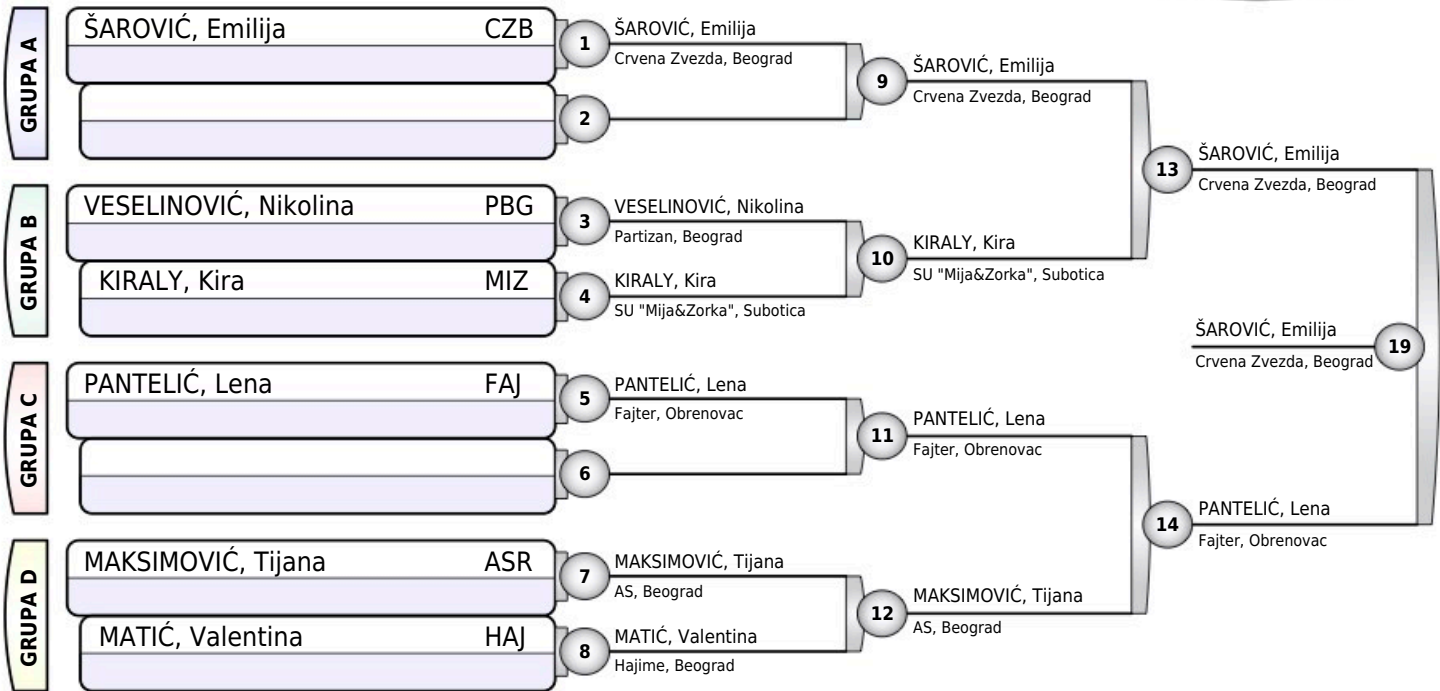 GRUPA A
ŠAROVIĆ, Emilija CZB
1
ŠAROVIĆ, Emilija
Crvena Zvezda, Beograd
2
9
ŠAROVIĆ, Emilija
Crvena Zvezda, Beograd
GRUPA B
VESELINOVIĆ, Nikolina PBG
3
VESELINOVIĆ, Nikolina
Partizan, Beograd
KIRALY, Kira MIZ
4
KIRALY, Kira
SU "Mija&Zorka", Subotica
10
KIRALY, Kira
SU "Mija&Zorka", Subotica
13
ŠAROVIĆ, Emilija
Crvena Zvezda, Beograd
GRUPA C
PANTELIĆ, Lena FAJ
5
PANTELIĆ, Lena
Fajter, Obrenovac
6
11
PANTELIĆ, Lena
Fajter, Obrenovac
GRUPA D
MAKSIMOVIĆ, Tijana ASR
7
MAKSIMOVIĆ, Tijana
AS, Beograd
MATIĆ, Valentina HAJ
8
MATIĆ, Valentina
Hajime, Beograd
12
MAKSIMOVIĆ, Tijana
AS, Beograd
14
PANTELIĆ, Lena
Fajter, Obrenovac
ŠAROVIĆ, Emilija
Crvena Zvezda, Beograd
19